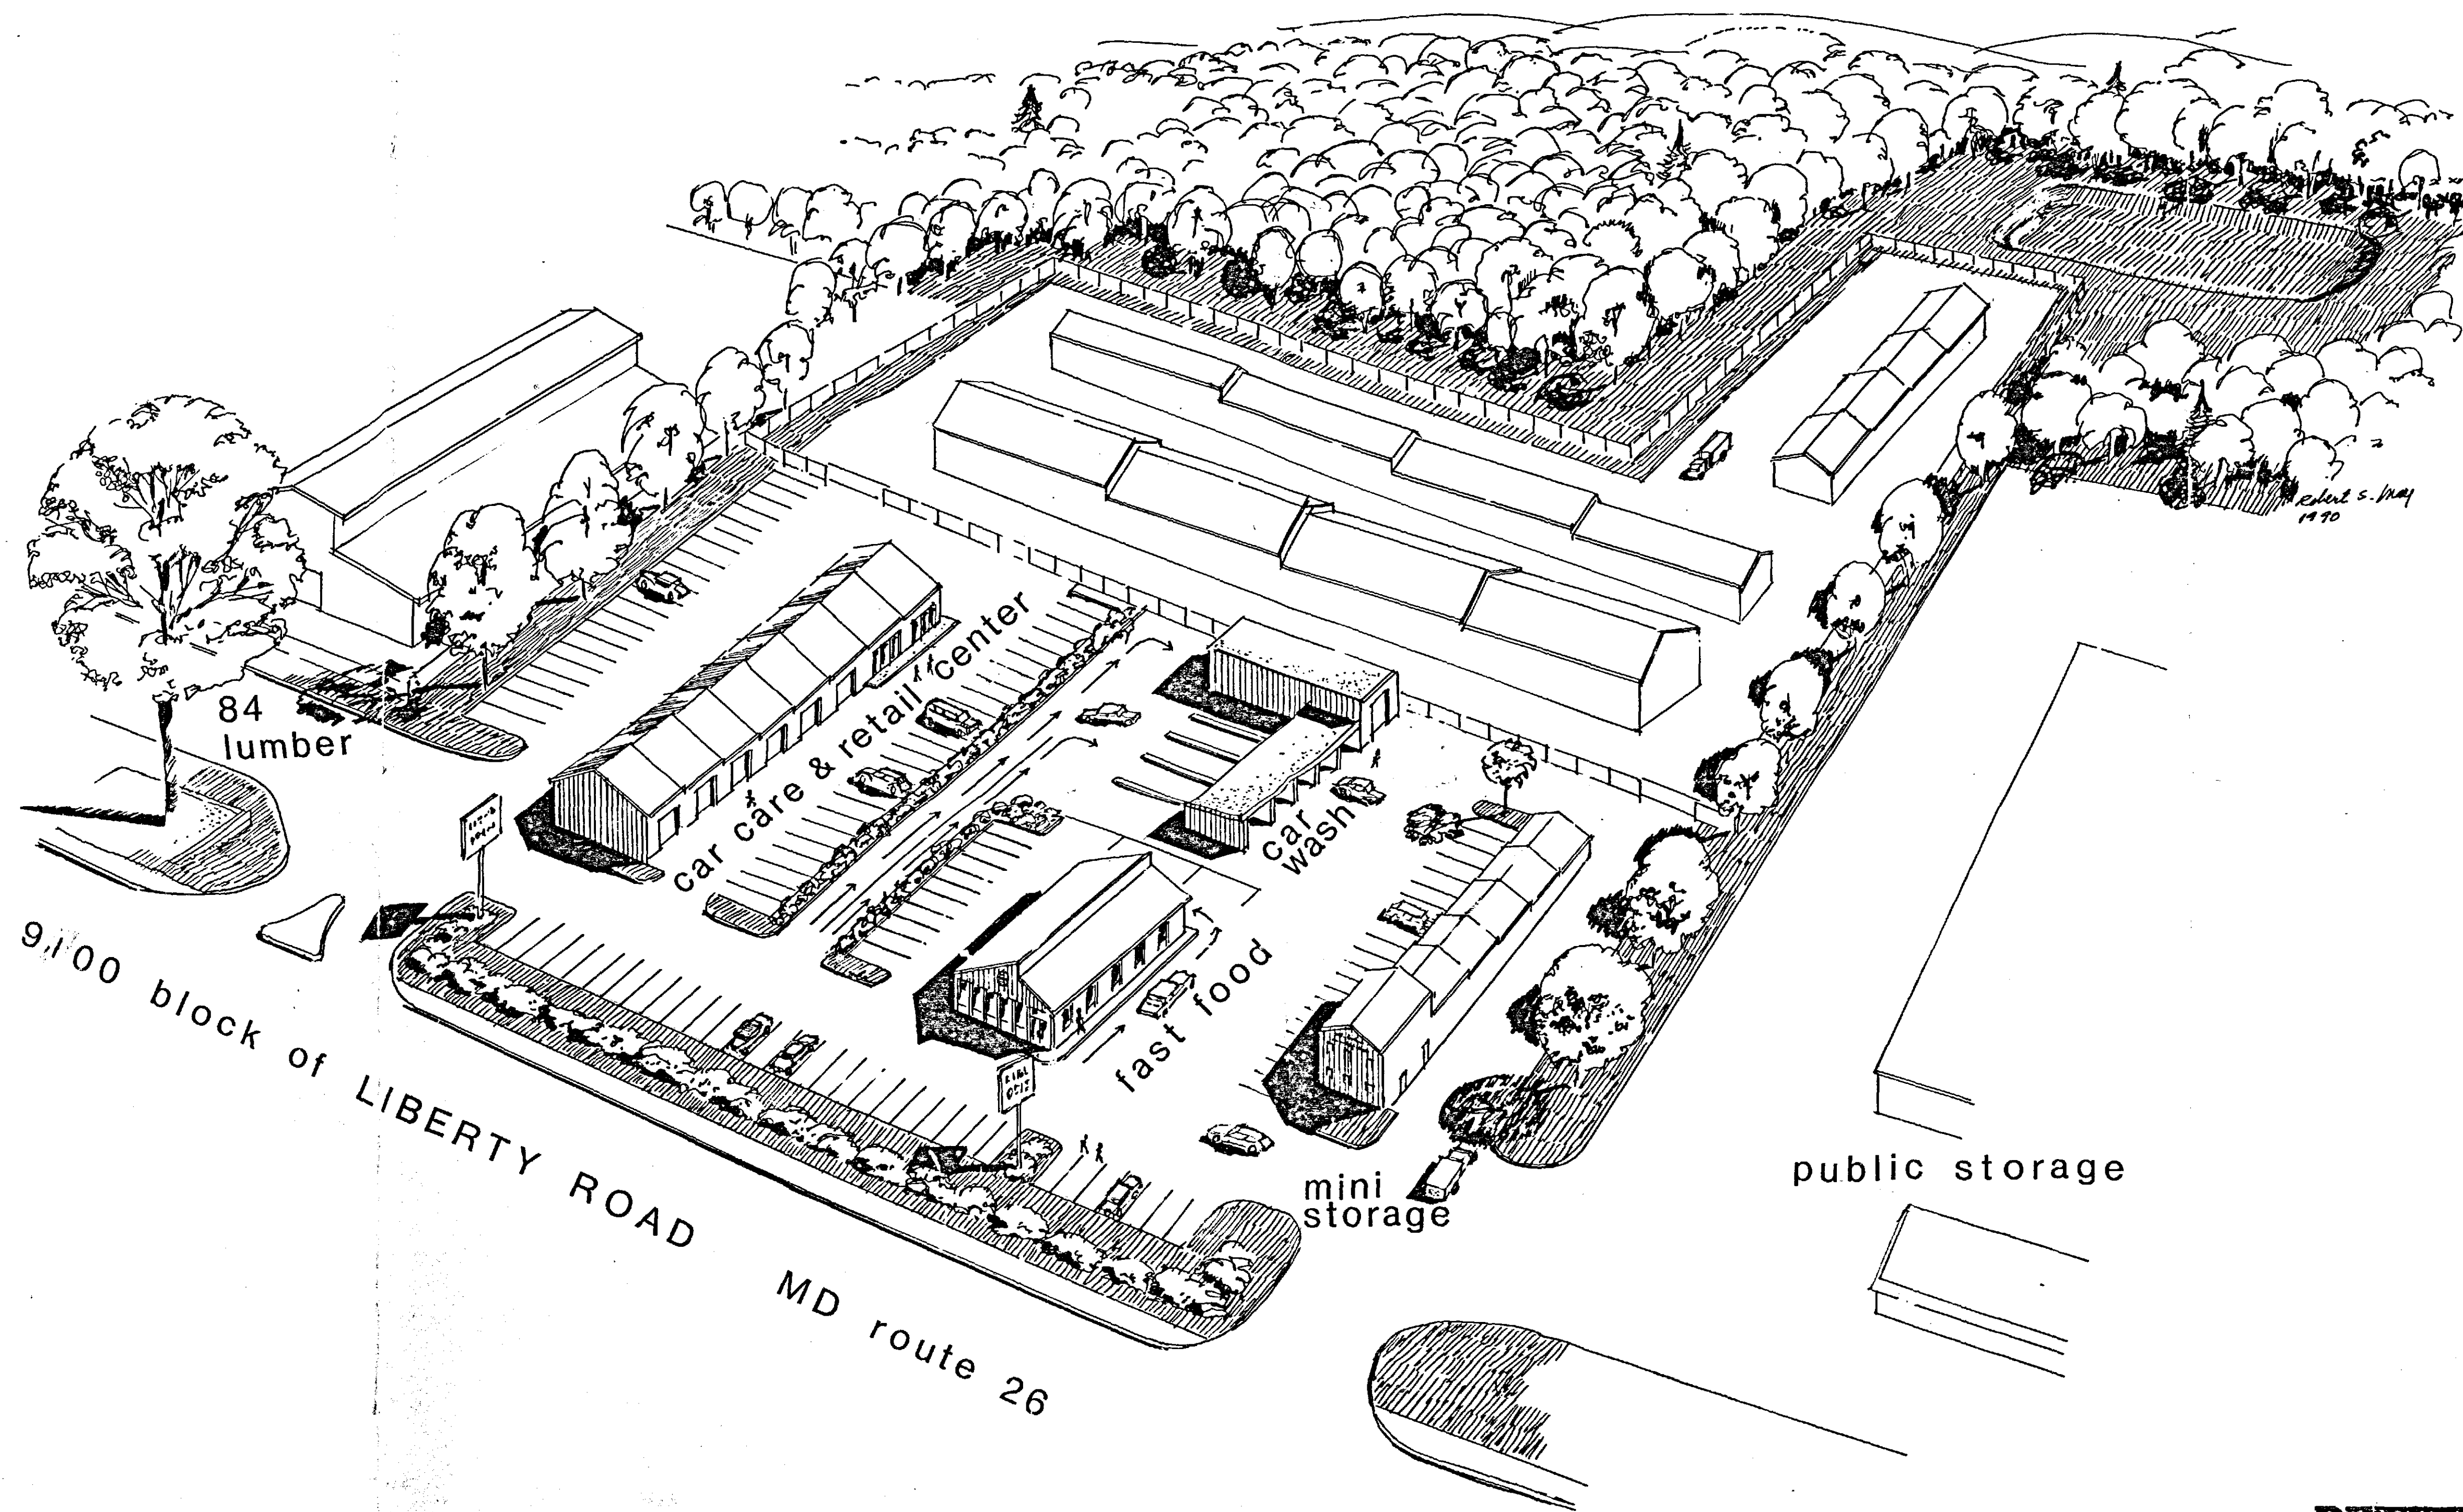 84
lumber
car care & retail center
car
wash
fast food
mini
storage
public storage
9100 block of LIBERTY ROAD MD route 26
Robert S.
1990